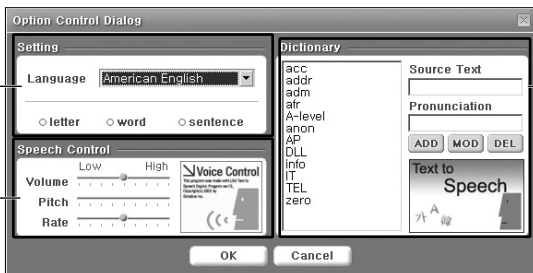 Option Control Dialog
Setting
Language American English
letter word sentence
Speech Control
Low High
Volume
Pitch
Rate
Voice Control
OK Cancel
Dictionary
acc
addr
adm
afr
A-level
anon
AP
DLL
info
IT
TEL
zero
Source Text
Pronunciation
ADD MOD DEL
Text to
Speech
가 A 韓